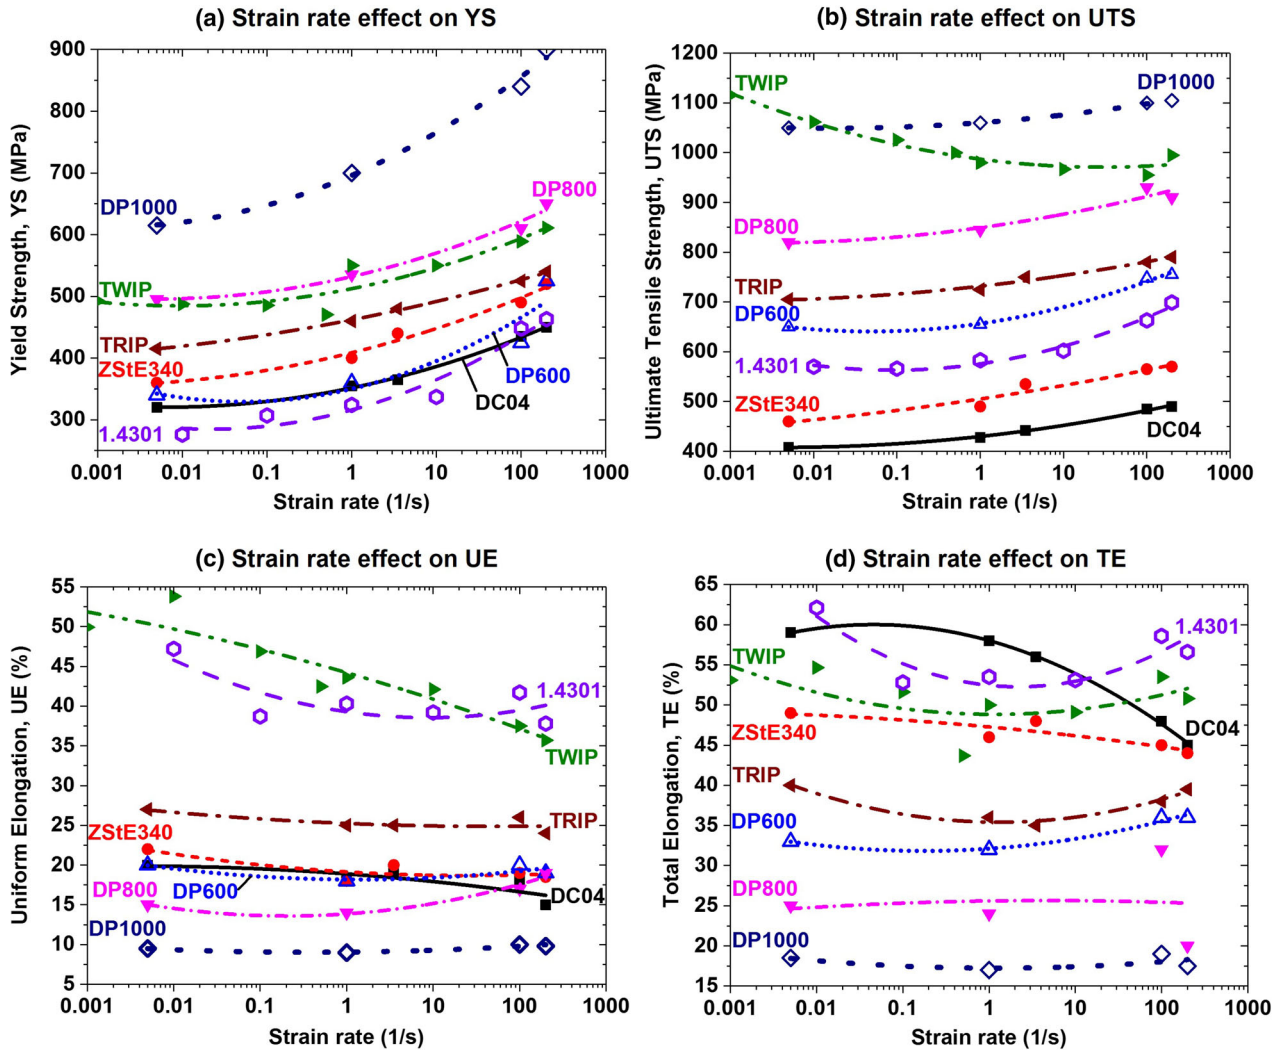 (a) Strain rate effect on YS
900
800
700
600
500
400
300
Yield Strength, YS (MPa)
DP1000
DP800
TWIP
TRIP
ZStE340
DP600
DC04
1.4301
0.001 0.01 0.1 1 10 100 1000
Strain rate (1/s)
(b) Strain rate effect on UTS
1200
1100
1000
900
800
700
600
500
400
Ultimate Tensile Strength, UTS (MPa)
TWIP
DP1000
DP800
TRIP
DP600
1.4301
ZStE340
DC04
0.001 0.01 0.1 1 10 100 1000
Strain rate (1/s)
(c) Strain rate effect on UE
55
50
45
40
35
30
25
20
15
10
5
Uniform Elongation, UE (%)
1.4301
TWIP
TRIP
ZStE340
DP800
DP600
DC04
DP1000
0.001 0.01 0.1 1 10 100 1000
Strain rate (1/s)
(d) Strain rate effect on TE
65
60
55
50
45
40
35
30
25
20
15
Total Elongation, TE (%)
1.4301
TWIP
DC04
ZStE340
TRIP
DP600
DP800
DP1000
0.001 0.01 0.1 1 10 100 1000
Strain rate (1/s)